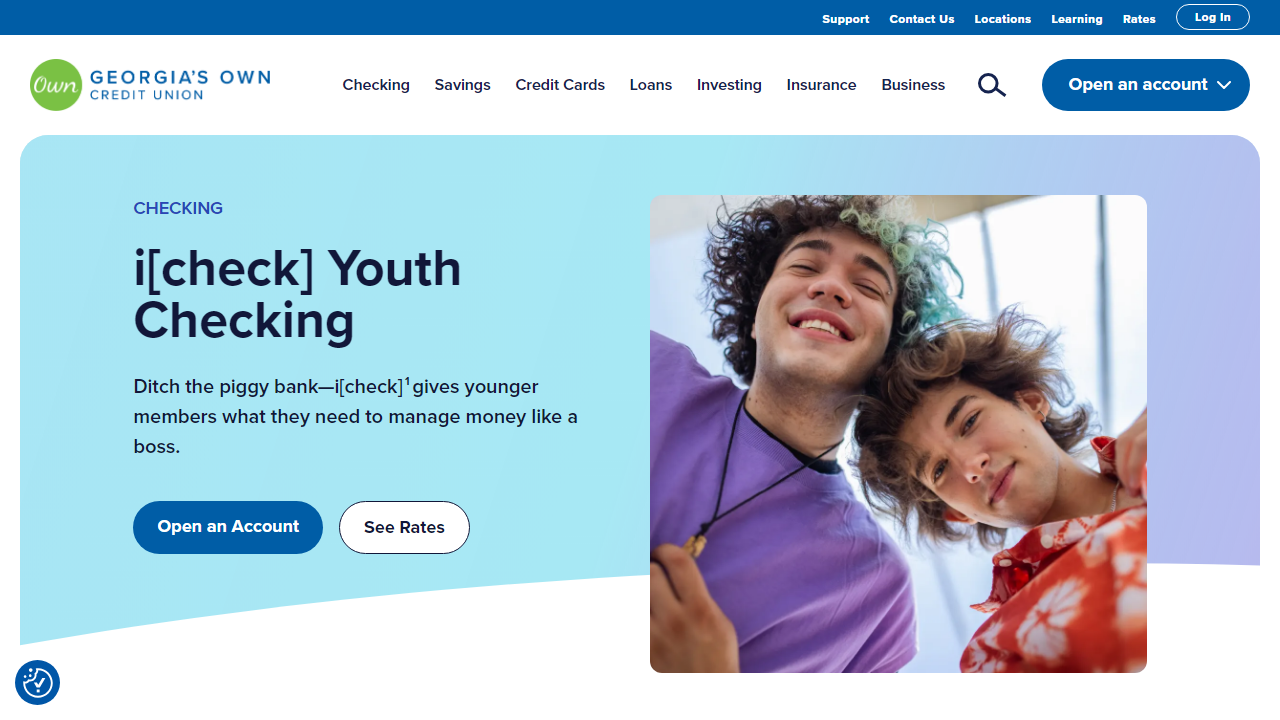 Support Contact Us Locations Learning Rates Log In
Own GEORGIA'S OWN
CREDIT UNION
Checking Savings Credit Cards Loans Investing Insurance Business
Open an account
CHECKING
i[check] Youth
Checking
Ditch the piggy bank—i[check]¹ gives younger
members what they need to manage money like a
boss.
Open an Account See Rates